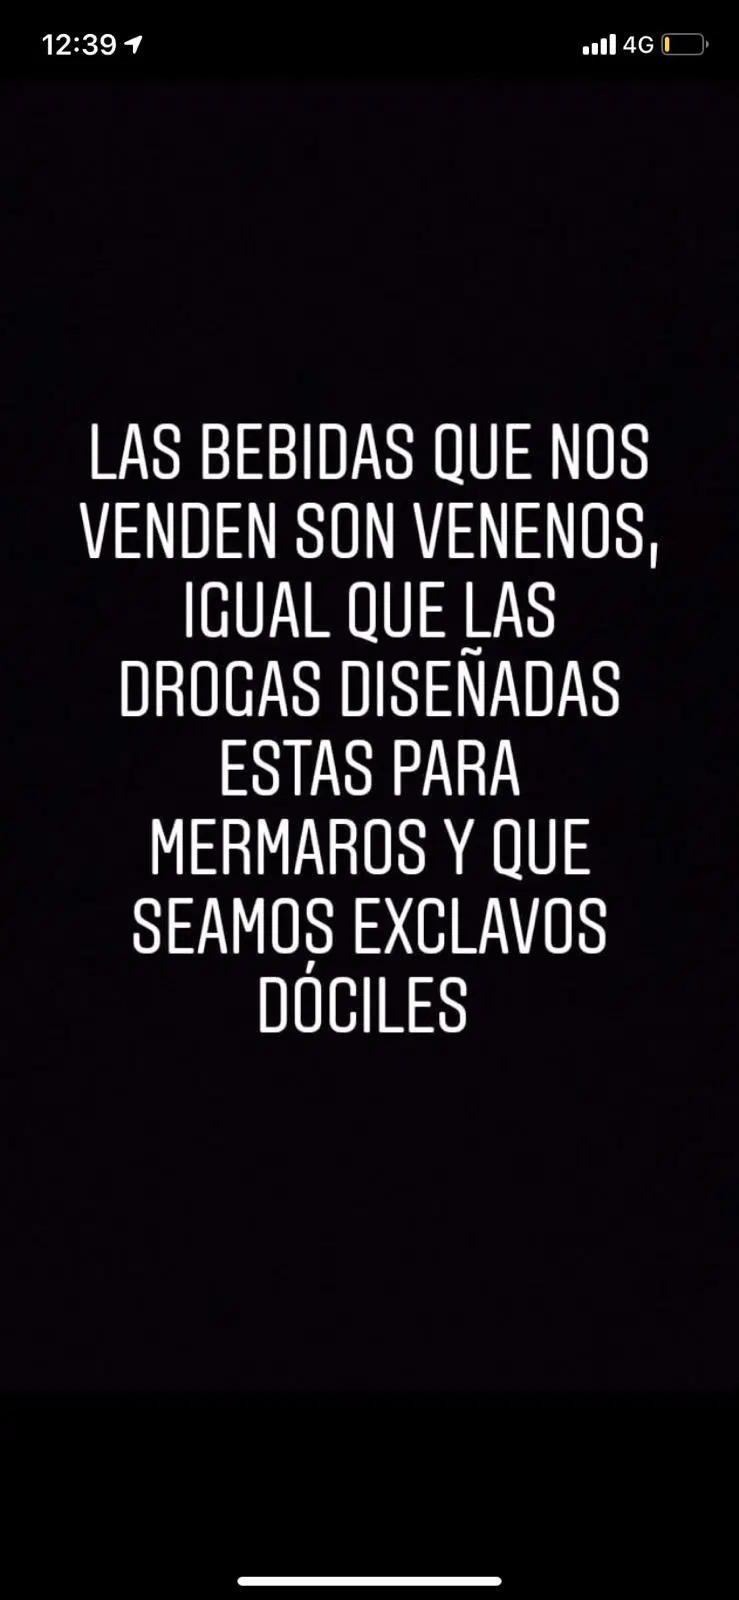 12:39
4G
LAS BEBIDAS QUE NOS
VENDEN SON VENENOS,
IGUAL QUE LAS
DROGAS DISEÑADAS
ESTAS PARA
MERMAROS Y QUE
SEAMOS EXCLAVOS
DÓCILES